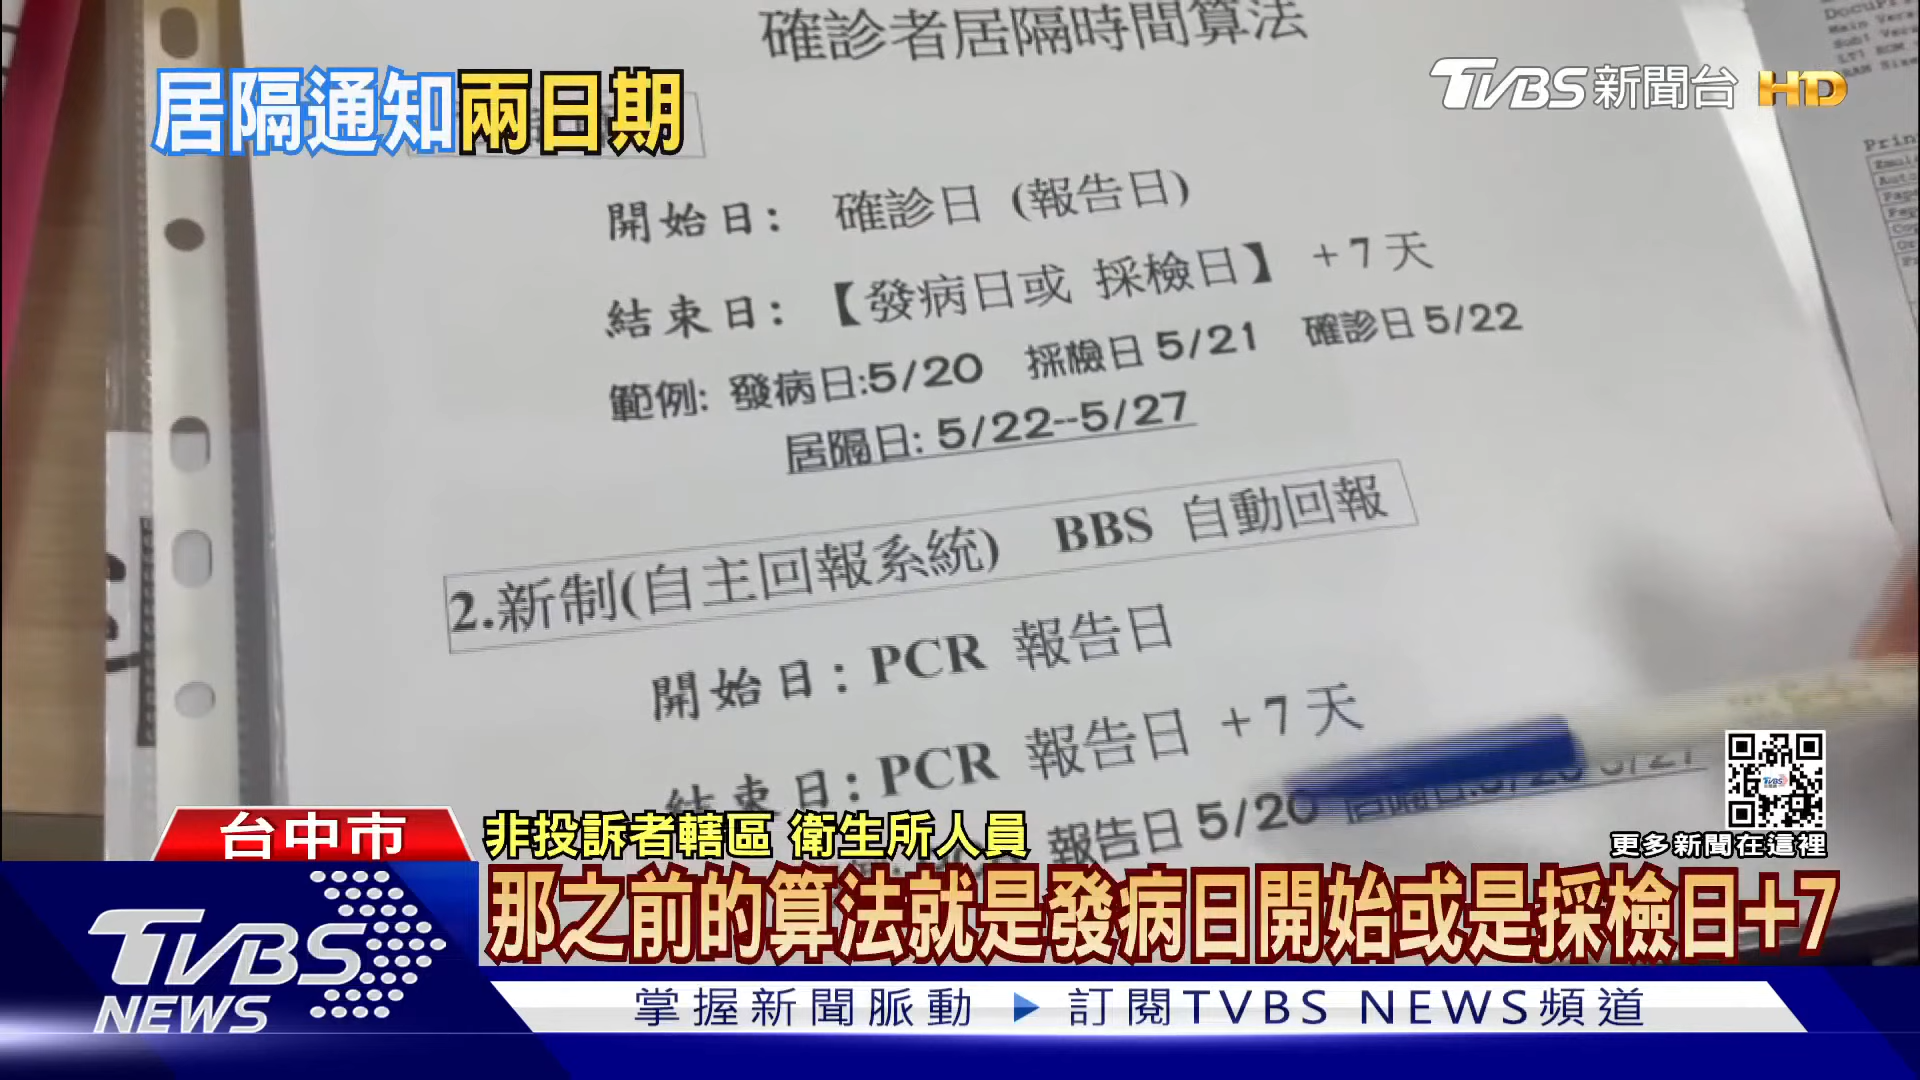 確診者居隔時間算法
居隔通知兩日期
TVBS新聞台 HD
開始日: 確診日 (報告日)
結束日: 【發病日或 採檢日】 +7天
範例: 發病日:5/20 採檢日5/21 確診日5/22
居隔日: 5/22--5/27
2.新制(自主回報系統) BBS 自動回報
開始日: PCR 報告日
結束日: PCR 報告日 +7天
報告日 5/20
台中市
非投訴者轄區 衛生所人員
更多新聞在這裡
那之前的算法就是發病日開始或是採檢日+7
TVBS
NEWS
掌握新聞脈動 ▶ 訂閱TVBS NEWS頻道